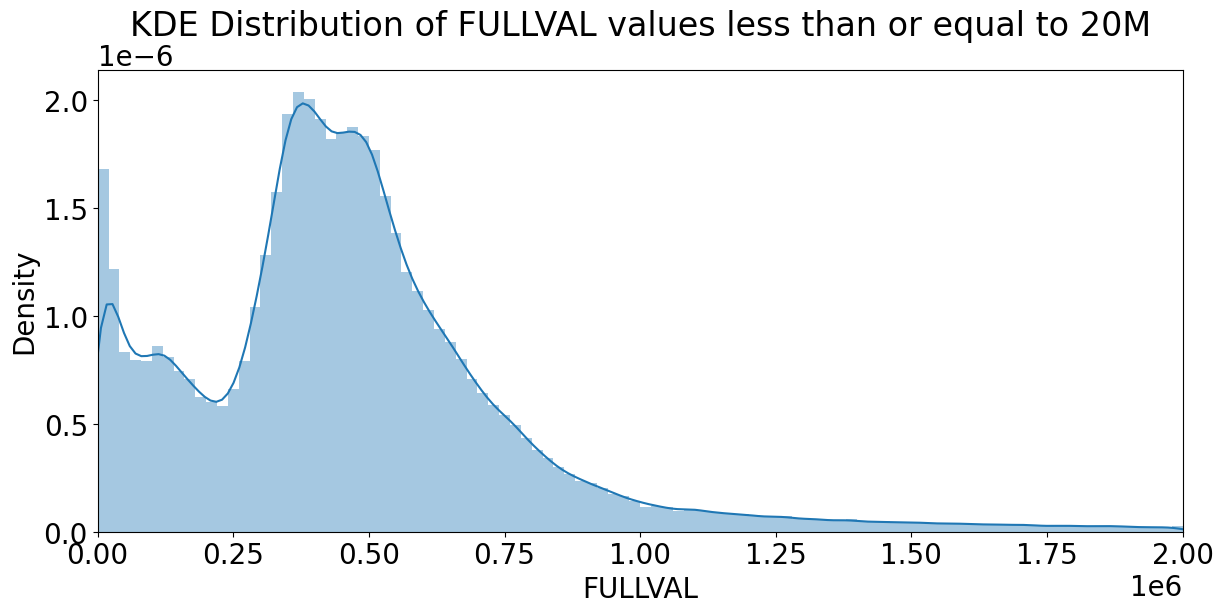 KDE Distribution of FULLVAL values less than or equal to 20M
1e−6
2.0
1.5
1.0
0.5
0.0
Density
0.00 0.25 0.50 0.75 1.00 1.25 1.50 1.75 2.00
1e6
FULLVAL